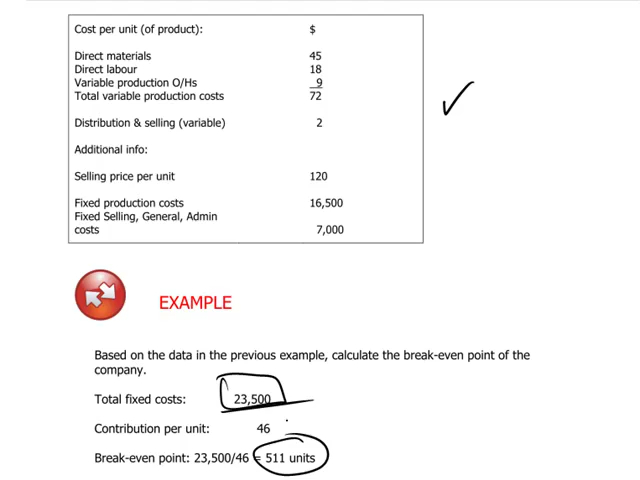 Cost per unit (of product): $
Direct materials 45
Direct labour 18
Variable production O/Hs 9
Total variable production costs 72
Distribution & selling (variable) 2
Additional info:
Selling price per unit 120
Fixed production costs 16,500
Fixed Selling, General, Admin
costs 7,000
EXAMPLE
Based on the data in the previous example, calculate the break-even point of the
company.
Total fixed costs: 23,500
Contribution per unit: 46
Break-even point: 23,500/46 = 511 units